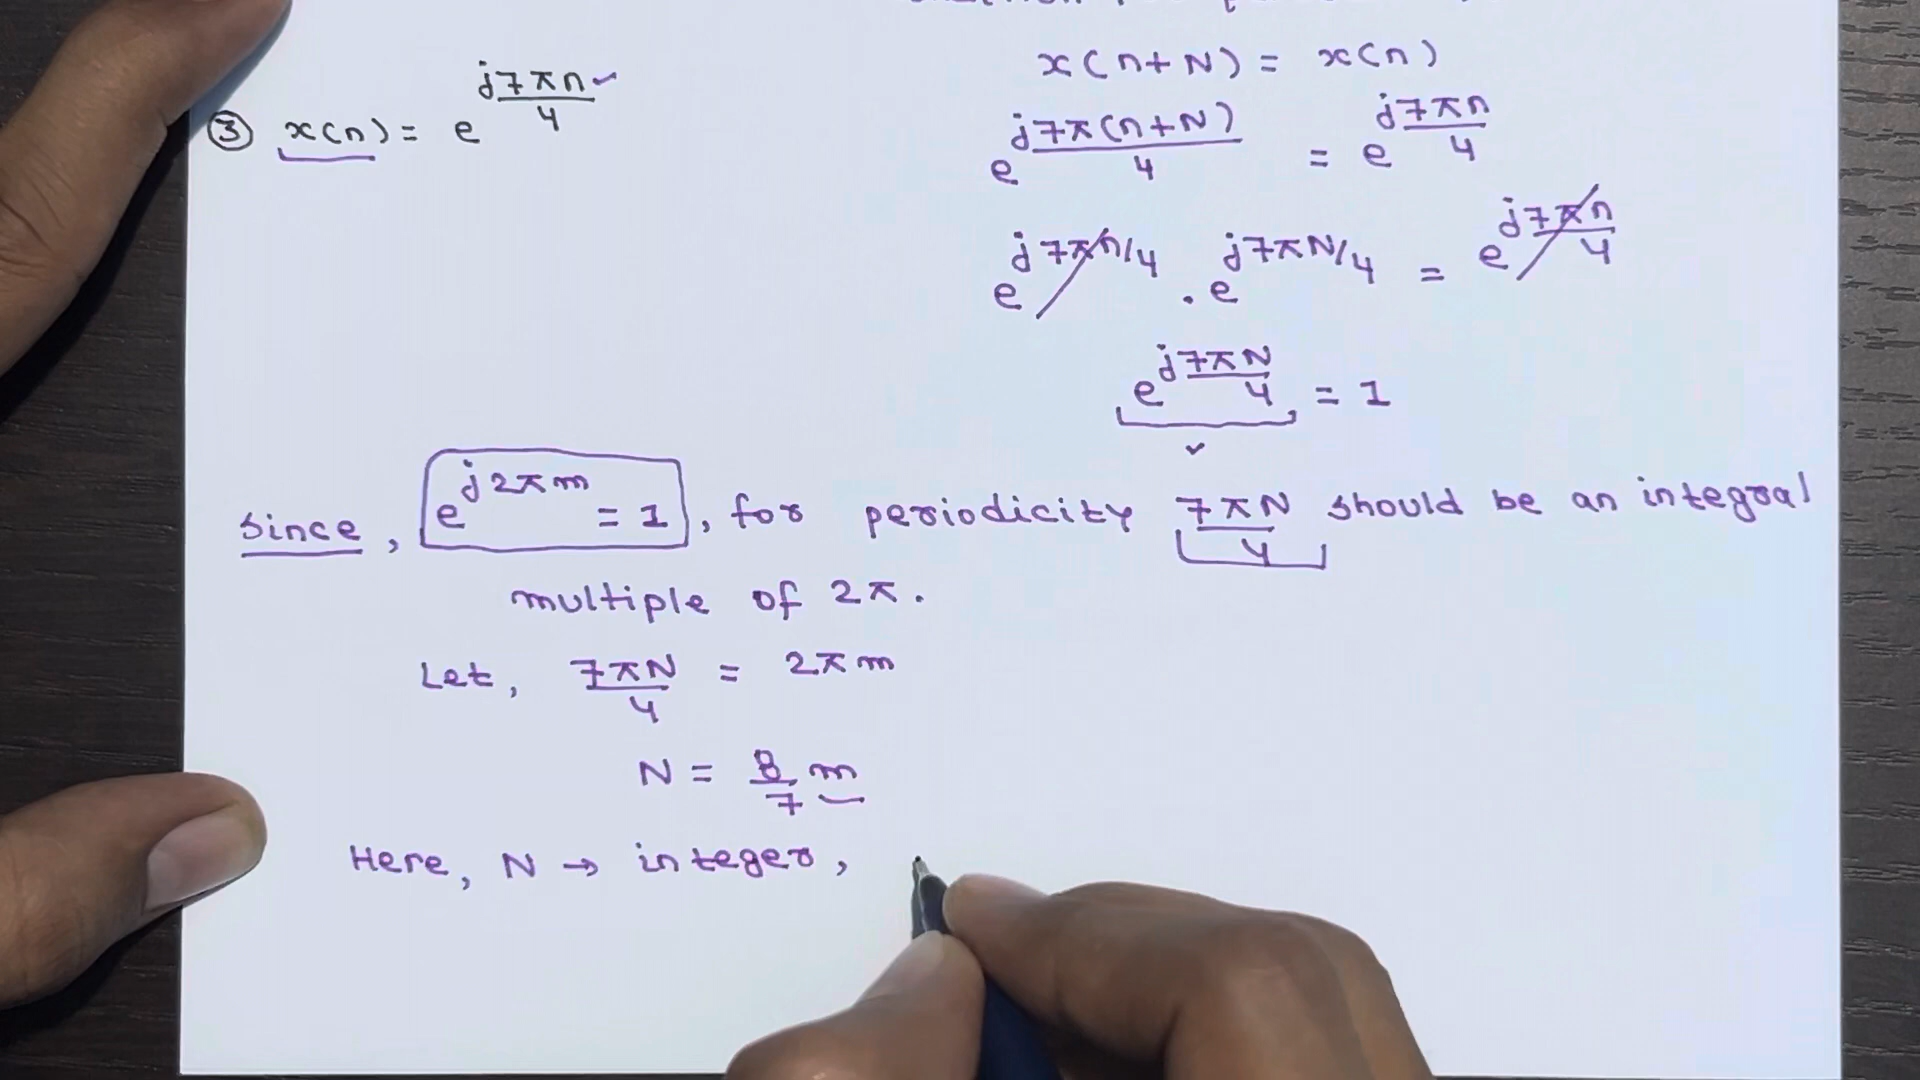 ③ x(n) = e^(j7πn/4) ✓
x(n+N) = x(n)
e^(j7π(n+N)/4) = e^(j7πn/4)
e^(j7πn/4) . e^(j7πN/4) = e^(j7πn/4)
e^(j7πN/4) = 1
✓
Since, e^(j2πm) = 1, for periodicity 7πN/4 should be an integral
multiple of 2π.
Let, 7πN/4 = 2πm
N = 8/7 m
Here, N → integer,